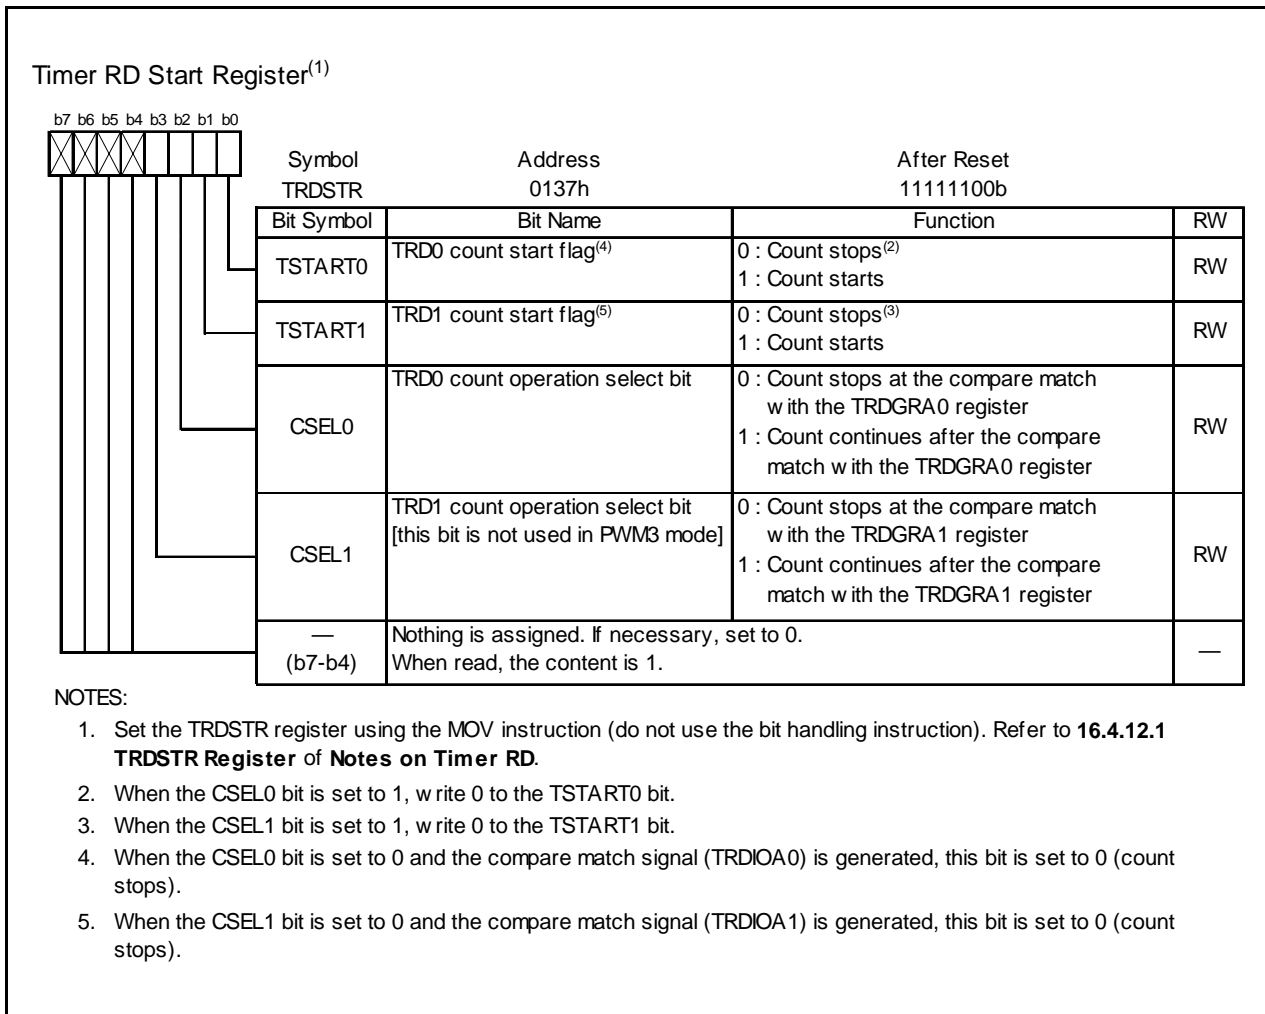 Timer RD Start Register(1)
b7 b6 b5 b4 b3 b2 b1 b0
Symbol Address After Reset
TRDSTR 0137h 11111100b
Bit Symbol Bit Name Function RW
TSTART0 TRD0 count start flag(4) 0 : Count stops(2) RW
1 : Count starts
TSTART1 TRD1 count start flag(5) 0 : Count stops(3) RW
1 : Count starts
CSEL0 TRD0 count operation select bit 0 : Count stops at the compare match RW
with the TRDGRA0 register
1 : Count continues after the compare
match with the TRDGRA0 register
CSEL1 TRD1 count operation select bit 0 : Count stops at the compare match RW
[this bit is not used in PWM3 mode] with the TRDGRA1 register
1 : Count continues after the compare
match with the TRDGRA1 register
— Nothing is assigned. If necessary, set to 0. —
(b7-b4) When read, the content is 1.
NOTES:
1. Set the TRDSTR register using the MOV instruction (do not use the bit handling instruction). Refer to 16.4.12.1
TRDSTR Register of Notes on Timer RD.
2. When the CSEL0 bit is set to 1, write 0 to the TSTART0 bit.
3. When the CSEL1 bit is set to 1, write 0 to the TSTART1 bit.
4. When the CSEL0 bit is set to 0 and the compare match signal (TRDIOA0) is generated, this bit is set to 0 (count
stops).
5. When the CSEL1 bit is set to 0 and the compare match signal (TRDIOA1) is generated, this bit is set to 0 (count
stops).